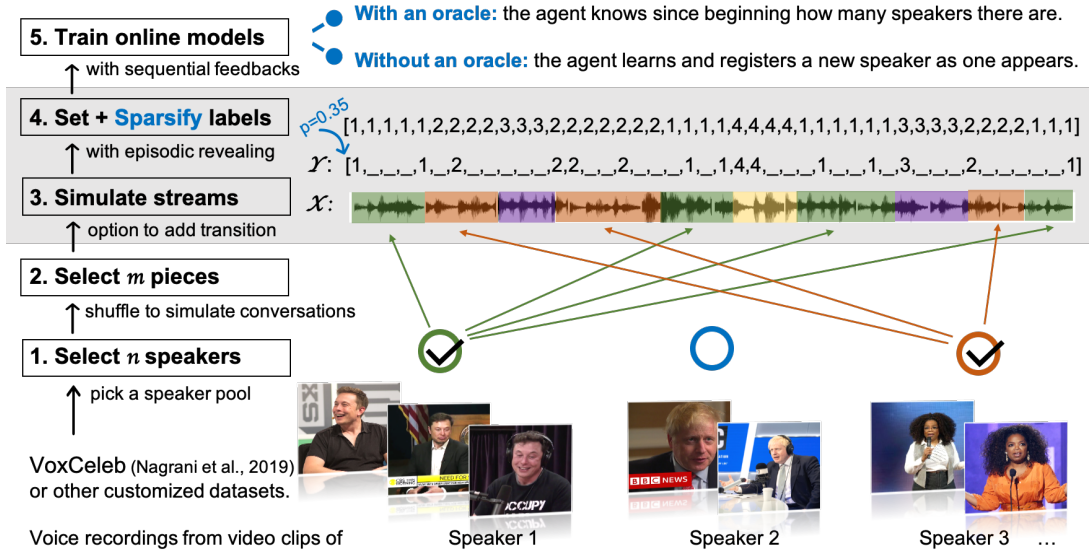 5. Train online models
With an oracle: the agent knows since beginning how many speakers there are.
Without an oracle: the agent learns and registers a new speaker as one appears.
with sequential feedbacks
4. Set + Sparsify labels
p=0.35
[1,1,1,1,1,2,2,2,2,3,3,3,2,2,2,2,2,2,2,1,1,1,1,4,4,4,4,1,1,1,1,1,1,3,3,3,3,2,2,2,2,1,1,1]
with episodic revealing
𝒴: [1,_,_,_,1,_,2,_,_,_,_,_,2,2,_,2,_,_,_,_,1,_,1,4,4,_,_,_,1,_,_,1,_,3,_,_,_,2,_,_,_,_,_,1]
3. Simulate streams
𝒳:
option to add transition
2. Select m pieces
shuffle to simulate conversations
1. Select n speakers
pick a speaker pool
VoxCeleb (Nagrani et al., 2019)
or other customized datasets.
NEED FOR
OCCUPY
BBC NEWS
Voice recordings from video clips of
Speaker 1
Speaker 2
Speaker 3
...